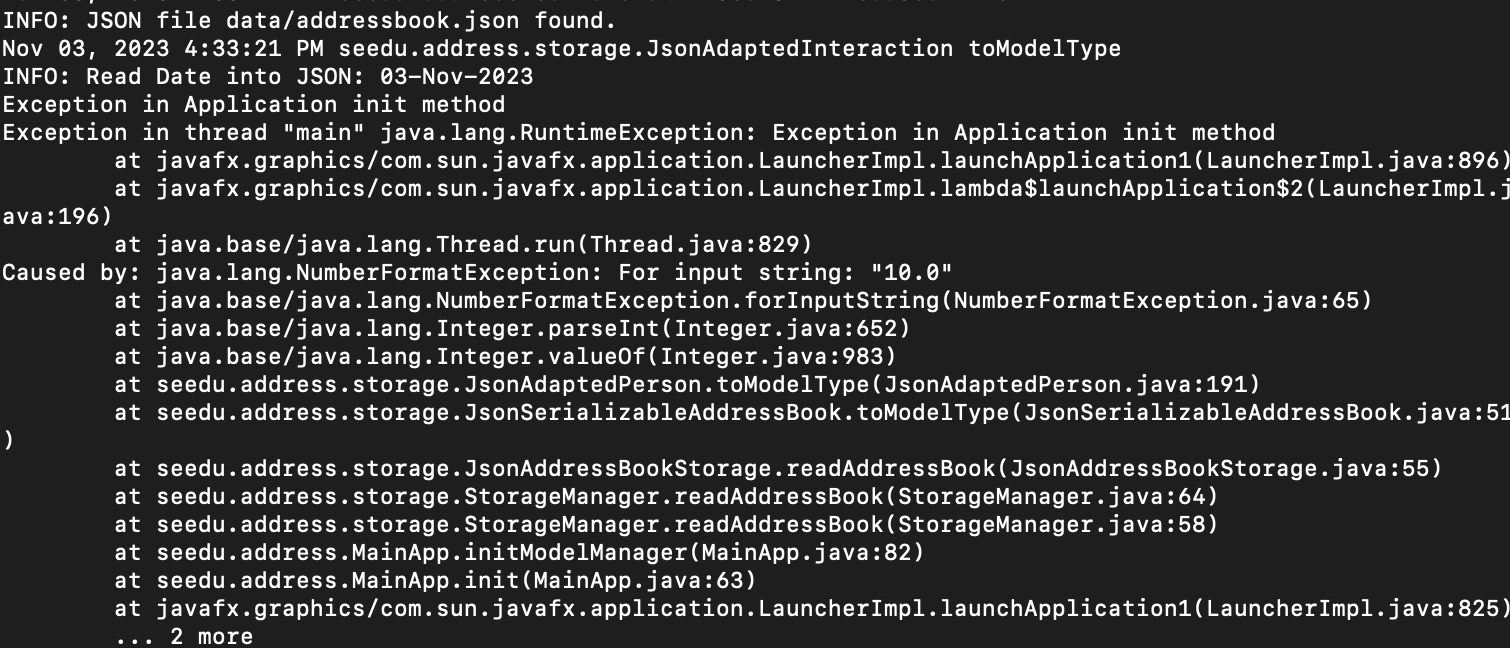 INFO: JSON file data/addressbook.json found.
Nov 03, 2023 4:33:21 PM seedu.address.storage.JsonAdaptedInteraction toModelType
INFO: Read Date into JSON: 03-Nov-2023
Exception in Application init method
Exception in thread "main" java.lang.RuntimeException: Exception in Application init method
        at javafx.graphics/com.sun.javafx.application.LauncherImpl.launchApplication1(LauncherImpl.java:896)
        at javafx.graphics/com.sun.javafx.application.LauncherImpl.lambda$launchApplication$2(LauncherImpl.j
ava:196)
        at java.base/java.lang.Thread.run(Thread.java:829)
Caused by: java.lang.NumberFormatException: For input string: "10.0"
        at java.base/java.lang.NumberFormatException.forInputString(NumberFormatException.java:65)
        at java.base/java.lang.Integer.parseInt(Integer.java:652)
        at java.base/java.lang.Integer.valueOf(Integer.java:983)
        at seedu.address.storage.JsonAdaptedPerson.toModelType(JsonAdaptedPerson.java:191)
        at seedu.address.storage.JsonSerializableAddressBook.toModelType(JsonSerializableAddressBook.java:51
)
        at seedu.address.storage.JsonAddressBookStorage.readAddressBook(JsonAddressBookStorage.java:55)
        at seedu.address.storage.StorageManager.readAddressBook(StorageManager.java:64)
        at seedu.address.storage.StorageManager.readAddressBook(StorageManager.java:58)
        at seedu.address.MainApp.initModelManager(MainApp.java:82)
        at seedu.address.MainApp.init(MainApp.java:63)
        at javafx.graphics/com.sun.javafx.application.LauncherImpl.launchApplication1(LauncherImpl.java:825)
        ... 2 more